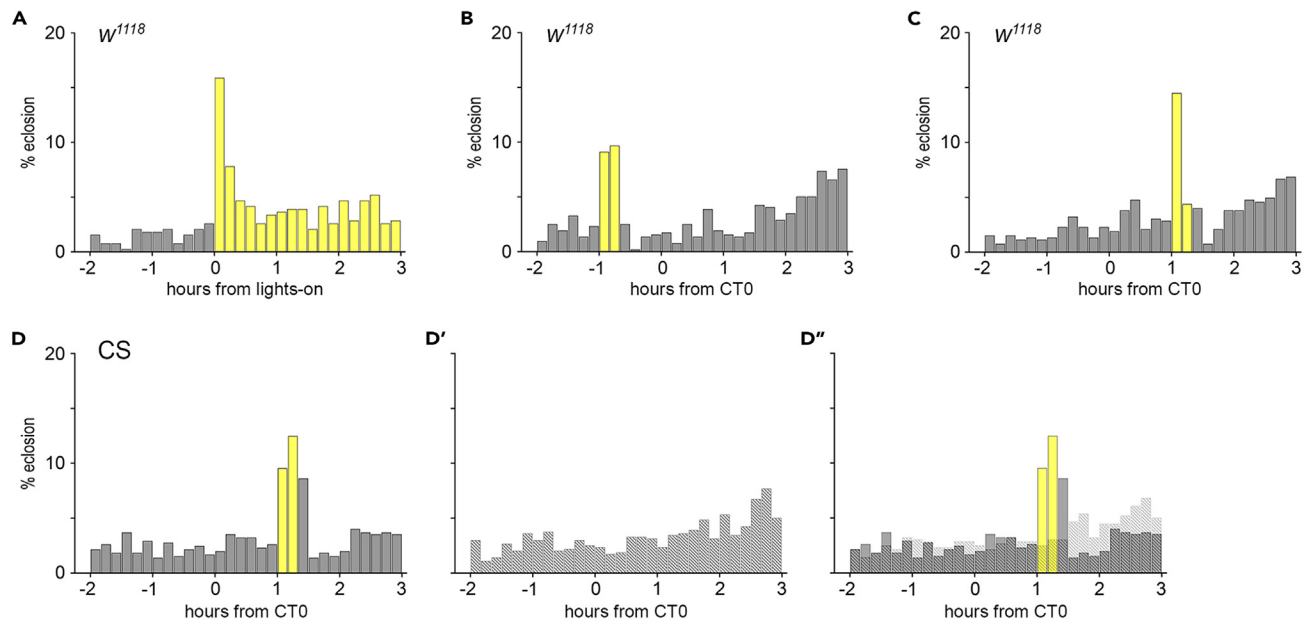 A
w1118
20
10
0
% eclosion
-2 -1 0 1 2 3
hours from lights-on
B
w1118
20
10
0
% eclosion
-2 -1 0 1 2 3
hours from CT0
C
w1118
20
10
0
% eclosion
-2 -1 0 1 2 3
hours from CT0
D
CS
20
10
0
% eclosion
-2 -1 0 1 2 3
hours from CT0
D′
-2 -1 0 1 2 3
hours from CT0
D″
-2 -1 0 1 2 3
hours from CT0